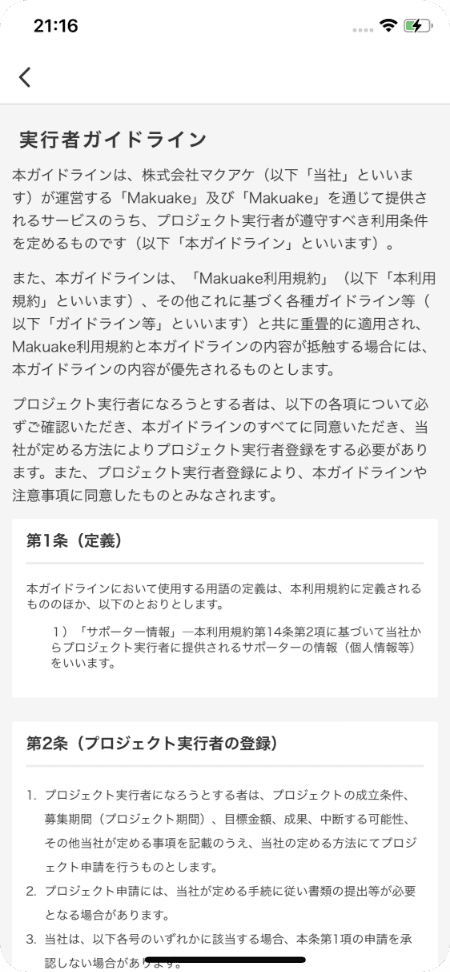 21:16
実行者ガイドライン
本ガイドラインは、株式会社マクアケ（以下「当社」といいま
す）が運営する「Makuake」及び「Makuake」を通じて提供さ
れるサービスのうち、プロジェクト実行者が遵守すべき利用条件
を定めるものです（以下「本ガイドライン」といいます）。
また、本ガイドラインは、「Makuake利用規約」（以下「本利用
規約」といいます）、その他これに基づく各種ガイドライン等（
以下「ガイドライン等」といいます）と共に重畳的に適用され、
Makuake利用規約と本ガイドラインの内容が抵触する場合には、
本ガイドラインの内容が優先されるものとします。
プロジェクト実行者になろうとする者は、以下の各項について必
ずご確認いただき、本ガイドラインのすべてに同意いただき、当
社が定める方法によりプロジェクト実行者登録をする必要があり
ます。また、プロジェクト実行者登録により、本ガイドラインや
注意事項に同意したものとみなされます。
第1条（定義）
本ガイドラインにおいて使用する用語の定義は、本利用規約に定義される
もののほか、以下のとおりとします。
１）「サポーター情報」―本利用規約第14条第2項に基づいて当社か
らプロジェクト実行者に提供されるサポーターの情報（個人情報等）
をいいます。
第2条（プロジェクト実行者の登録）
1. プロジェクト実行者になろうとする者は、プロジェクトの成立条件、
募集期間（プロジェクト期間）、目標金額、成果、中断する可能性、
その他当社が定める事項を記載のうえ、当社の定める方法にてプロジ
ェクト申請を行うものとします。
2. プロジェクト申請には、当社が定める手続に従い書類の提出等が必要
となる場合があります。
3. 当社は、以下各号のいずれかに該当する場合、本条第1項の申請を承
認しない場合があります。